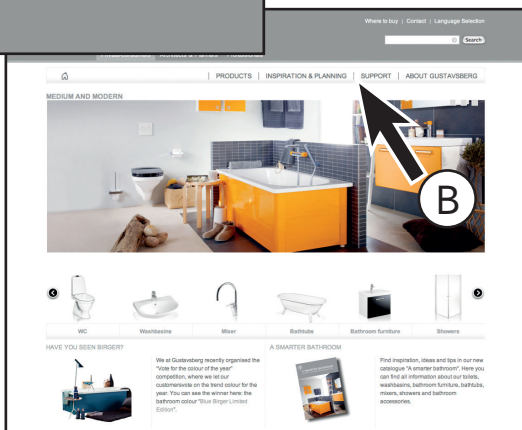 Where to buy | Contact | Language Selection
Search
PRODUCTS | INSPIRATION & PLANNING | SUPPORT | ABOUT GUSTAVSBERG
MEDIUM AND MODERN
B
WC Washbasins Mixer Bathtubs Bathroom furniture Showers
HAVE YOU SEEN BIRGER?
We at Gustavsberg recently organised the
"Vote for the colour of the year"
competition, where we let our
customersvote on the trend colour for the
year. You can see the winner here: the
bathroom colour "Blue Birger Limited
Edition".
A SMARTER BATHROOM
Find inspiration, ideas and tips in our new
catalogue "A smarter bathroom". Here you
can find all information about our toilets,
washbasins, bathroom furniture, bathtubs,
mixers, showers and bathroom
accessories.